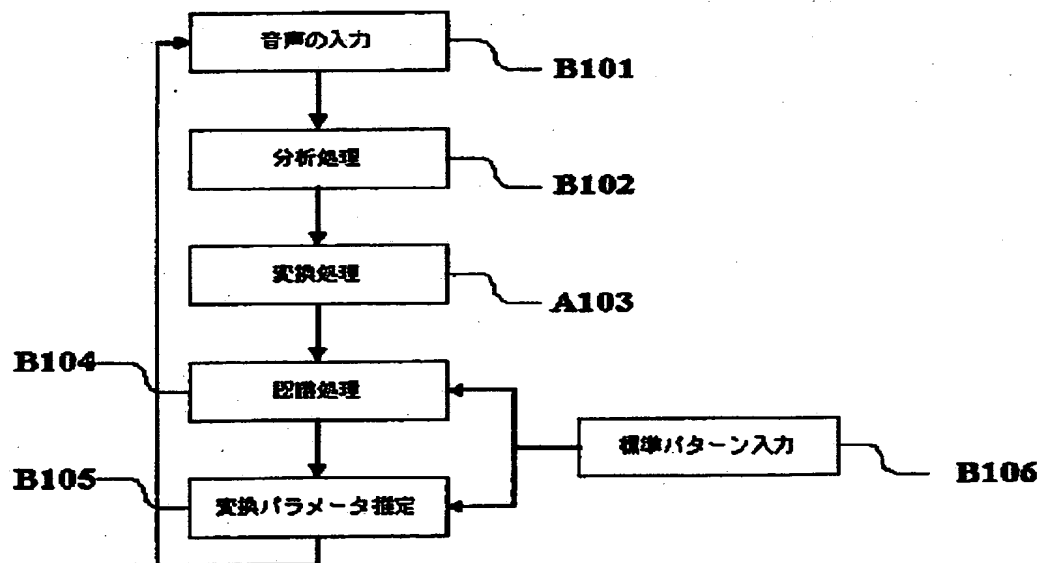 音声の入力
B101
分析処理
B102
変換処理
A103
B104
認識処理
標準パターン入力
B106
B105
変換パラメータ推定